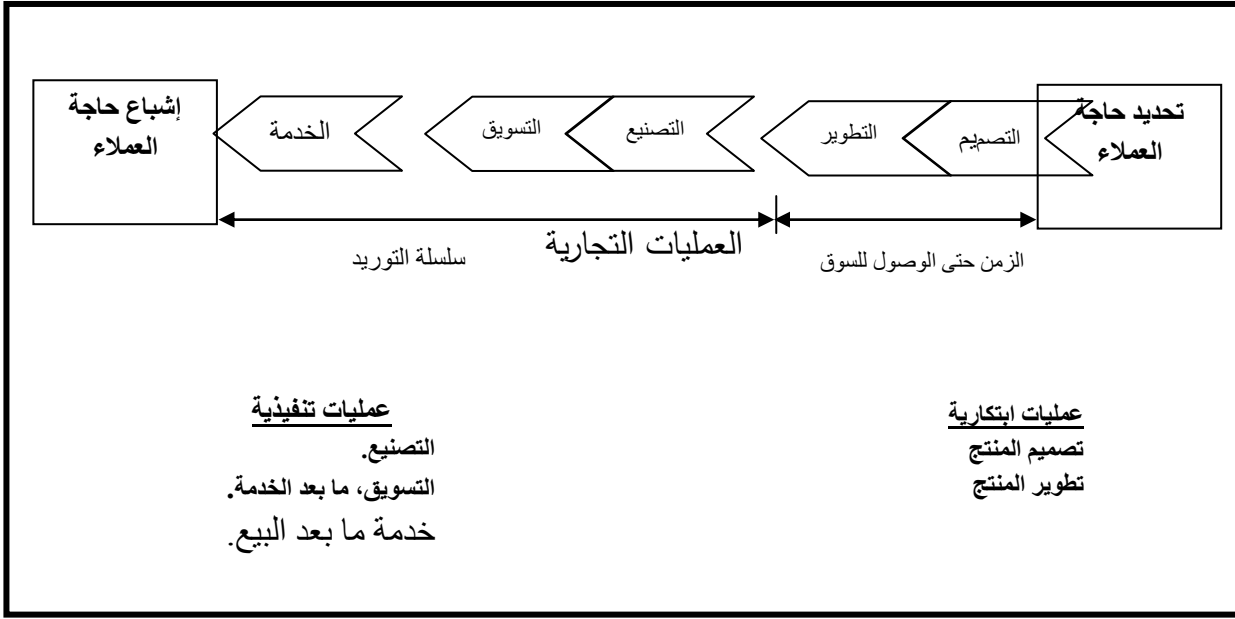 تحديد حاجة
العملاء
التصميم
التطوير
التصنيع
التسويق
الخدمة
إشباع حاجة
العملاء
الزمن حتى الوصول للسوق
العمليات التجارية
سلسلة التوريد
عمليات ابتكارية
تصميم المنتج
تطوير المنتج
عمليات تنفيذية
التصنيع.
التسويق، ما بعد الخدمة.
خدمة ما بعد البيع.